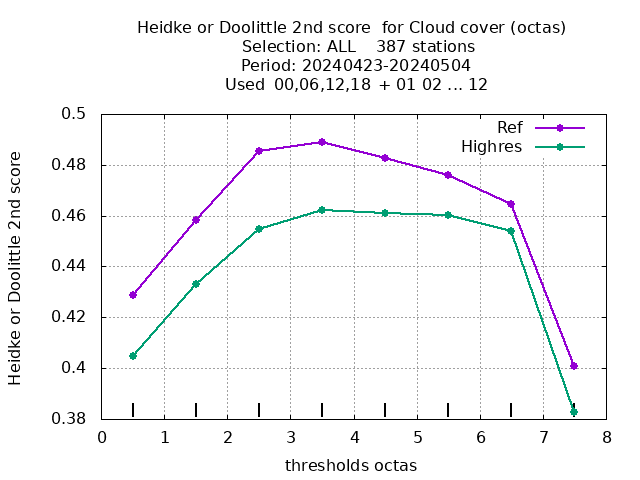 Heidke or Doolittle 2nd score  for Cloud cover (octas)
Selection: ALL    387 stations
Period: 20240423-20240504
Used  00,06,12,18 + 01 02 ... 12
Ref
Highres
Heidke or Doolittle 2nd score
0.5
0.48
0.46
0.44
0.42
0.4
0.38
0 1 2 3 4 5 6 7 8
thresholds octas